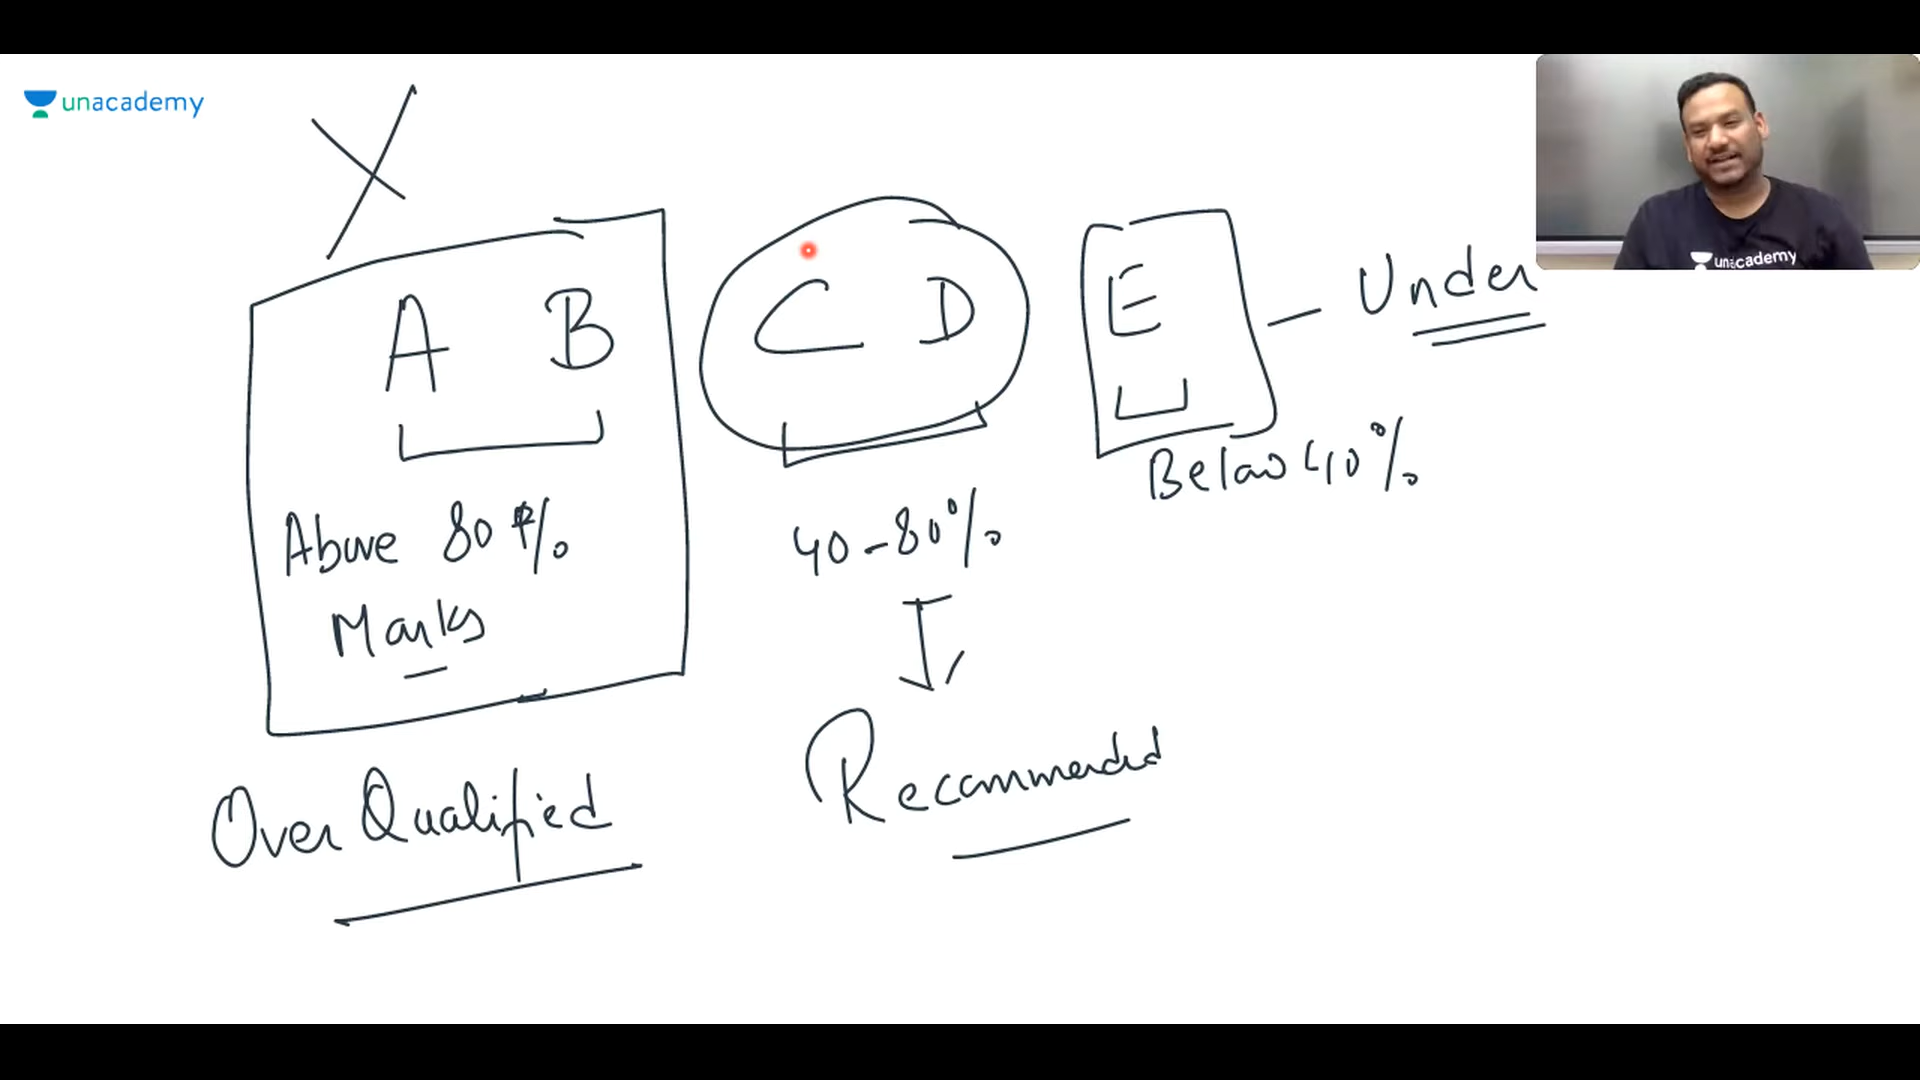 unacademy
X
A B C D E — Under
Above 80 % 40-80% Below 40%
Marks
Over Qualified Recommended
unacademy